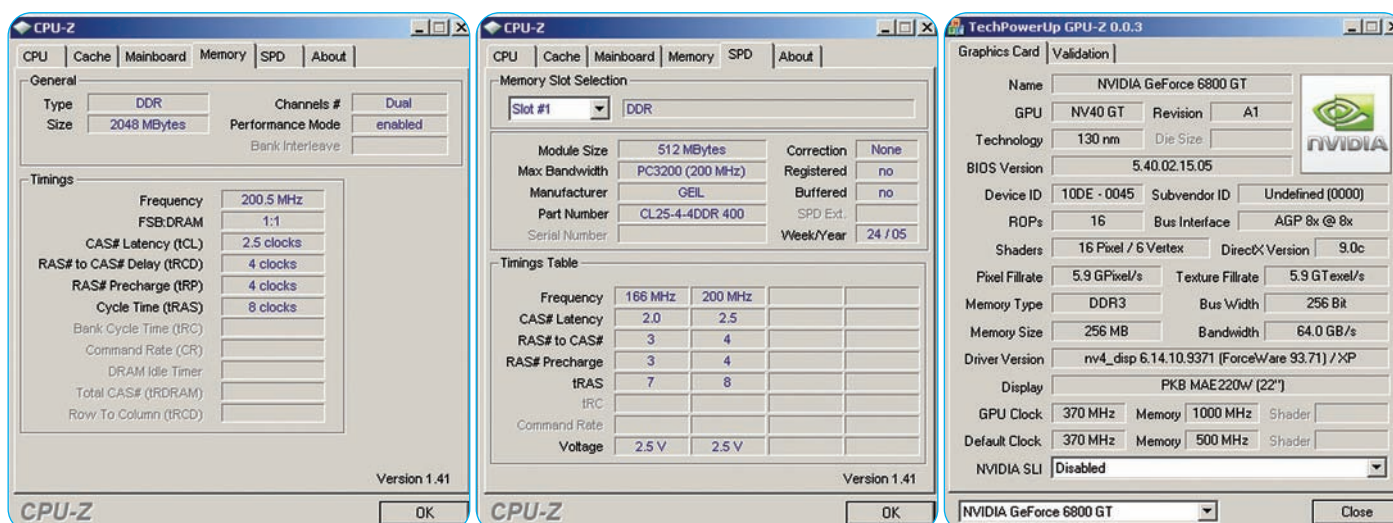 CPU-Z
CPU Cache Mainboard Memory SPD About
General
Type DDR Channels # Dual
Size 2048 MBytes Performance Mode enabled
Bank Interleave
Timings
Frequency 200.5 MHz
FSB:DRAM 1:1
CAS# Latency (tCL) 2.5 clocks
RAS# to CAS# Delay (tRCD) 4 clocks
RAS# Precharge (tRP) 4 clocks
Cycle Time (tRAS) 8 clocks
Bank Cycle Time (tRC)
Command Rate (CR)
DRAM Idle Timer
Total CAS# (tRDRAM)
Row To Column (tRCD)
Version 1.41
CPU-Z OK
CPU-Z
CPU Cache Mainboard Memory SPD About
Memory Slot Selection
Slot #1 DDR
Module Size 512 MBytes Correction None
Max Bandwidth PC3200 (200 MHz) Registered no
Manufacturer GEIL Buffered no
Part Number CL25-4-4DDR 400 SPD Ext.
Serial Number Week/Year 24 / 05
Timings Table
Frequency 166 MHz 200 MHz
CAS# Latency 2.0 2.5
RAS# to CAS# 3 4
RAS# Precharge 3 4
tRAS 7 8
tRC
Command Rate
Voltage 2.5 V 2.5 V
Version 1.41
CPU-Z OK
TechPowerUp GPU-Z 0.0.3
Graphics Card Validation
Name NVIDIA GeForce 6800 GT
GPU NV40 GT Revision A1
Technology 130 nm Die Size
NVIDIA
BIOS Version 5.40.02.15.05
Device ID 10DE - 0045 Subvendor ID Undefined (0000)
ROPs 16 Bus Interface AGP 8x @ 8x
Shaders 16 Pixel / 6 Vertex DirectX Version 9.0c
Pixel Fillrate 5.9 GPixel/s Texture Fillrate 5.9 GTexel/s
Memory Type DDR3 Bus Width 256 Bit
Memory Size 256 MB Bandwidth 64.0 GB/s
Driver Version nv4_disp 6.14.10.9371 (ForceWare 93.71) / XP
Display PKB MAE220W (22")
GPU Clock 370 MHz Memory 1000 MHz Shader
Default Clock 370 MHz Memory 500 MHz Shader
NVIDIA SLI Disabled
NVIDIA GeForce 6800 GT Close